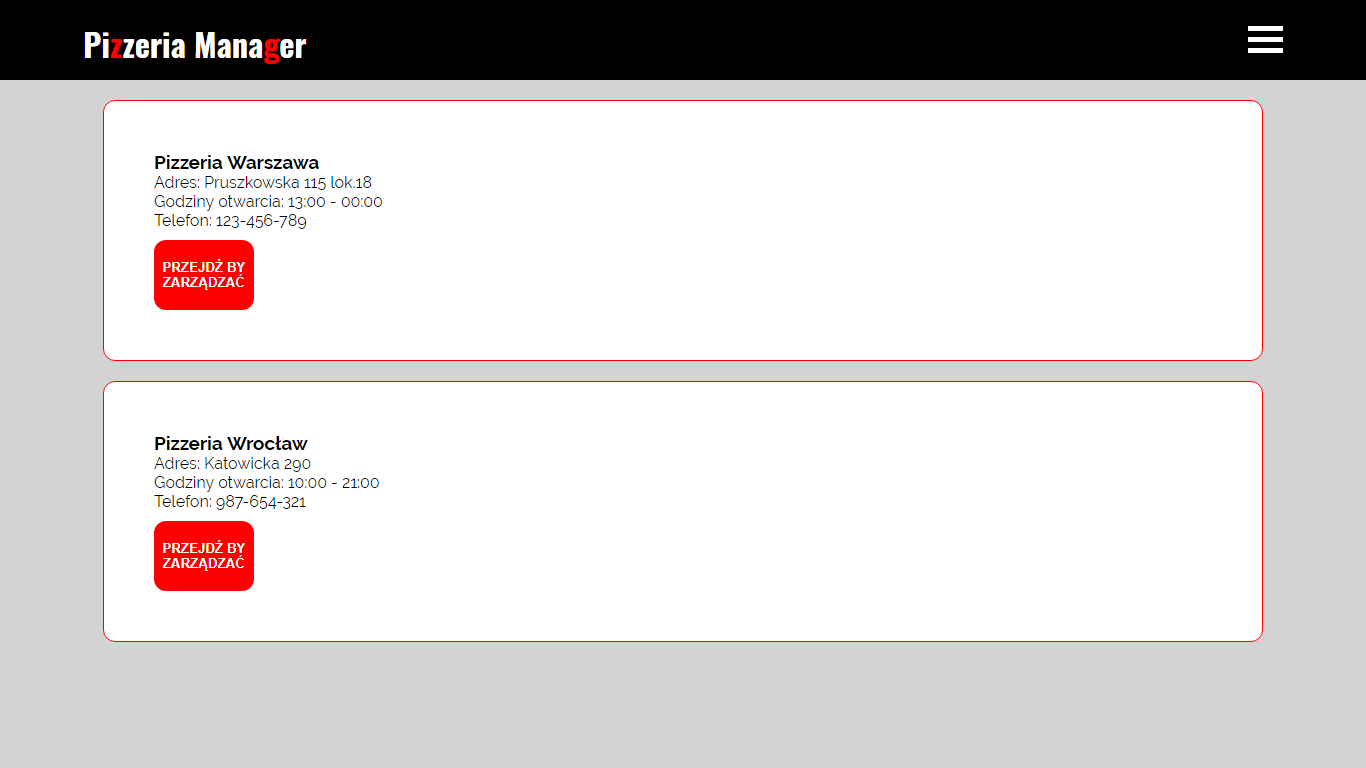 Pizzeria Manager
Pizzeria Warszawa
Adres: Pruszkowska 115 lok.18
Godziny otwarcia: 13:00 - 00:00
Telefon: 123-456-789
PRZEJDŹ BY
ZARZĄDZAĆ
Pizzeria Wrocław
Adres: Katowicka 290
Godziny otwarcia: 10:00 - 21:00
Telefon: 987-654-321
PRZEJDŹ BY
ZARZĄDZAĆ